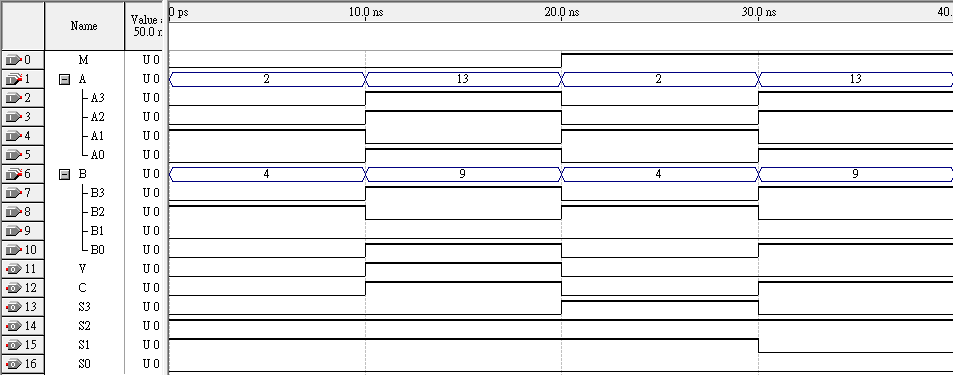 Name Value a 50.0 n 0 ps 10.0 ns 20.0 ns 30.0 ns 40.
0 M U 0
1 A U 0 2 13 2 13
2 A3 U 0
3 A2 U 0
4 A1 U 0
5 A0 U 0
6 B U 0 4 9 4 9
7 B3 U 0
8 B2 U 0
9 B1 U 0
10 B0 U 0
11 V U 0
12 C U 0
13 S3 U 0
14 S2 U 0
15 S1 U 0
16 S0 U 0